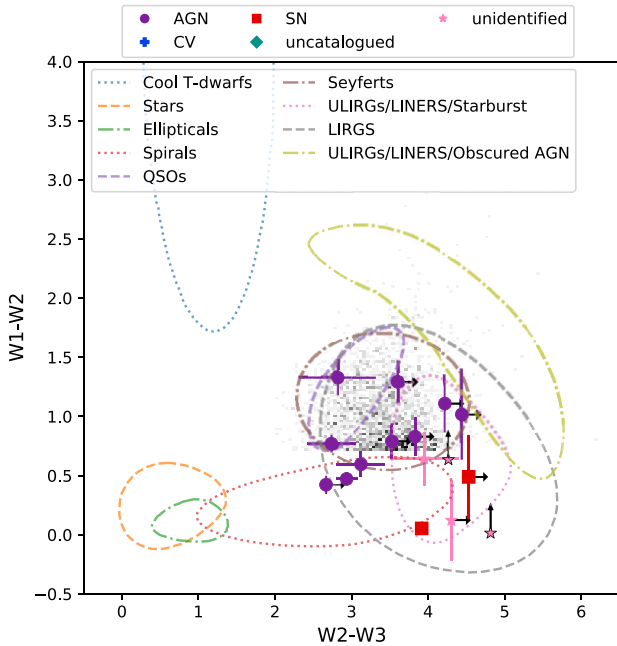 AGN SN unidentified
CV uncatalogued
Cool T-dwarfs Seyferts
Stars ULIRGs/LINERS/Starburst
Ellipticals LIRGS
Spirals ULIRGs/LINERS/Obscured AGN
QSOs
4.0
3.5
3.0
2.5
2.0
1.5
1.0
0.5
0.0
−0.5
W1-W2
0 1 2 3 4 5 6
W2-W3